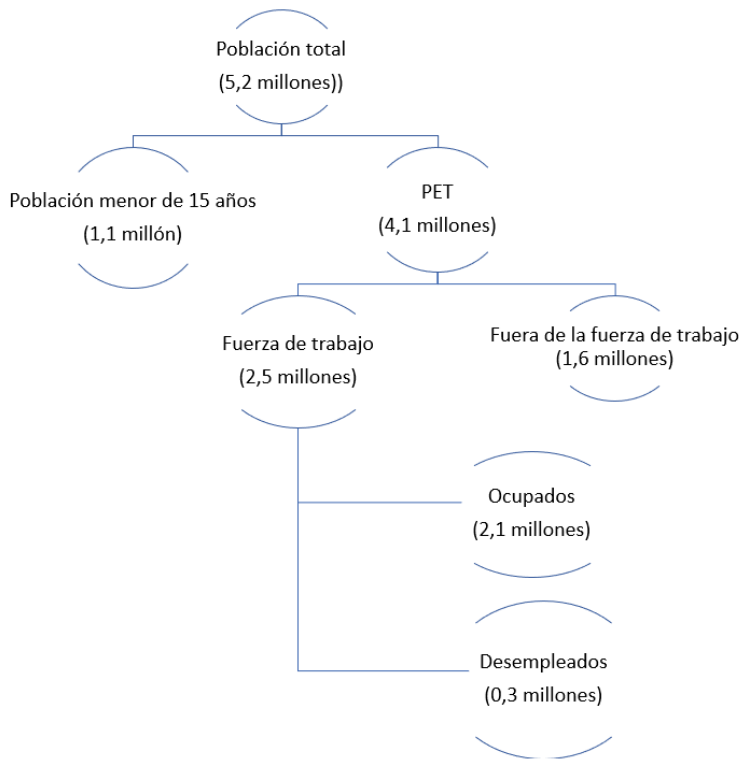 Población total
(5,2 millones))
Población menor de 15 años
(1,1 millón)
PET
(4,1 millones)
Fuerza de trabajo
(2,5 millones)
Fuera de la fuerza de trabajo
(1,6 millones)
Ocupados
(2,1 millones)
Desempleados
(0,3 millones)